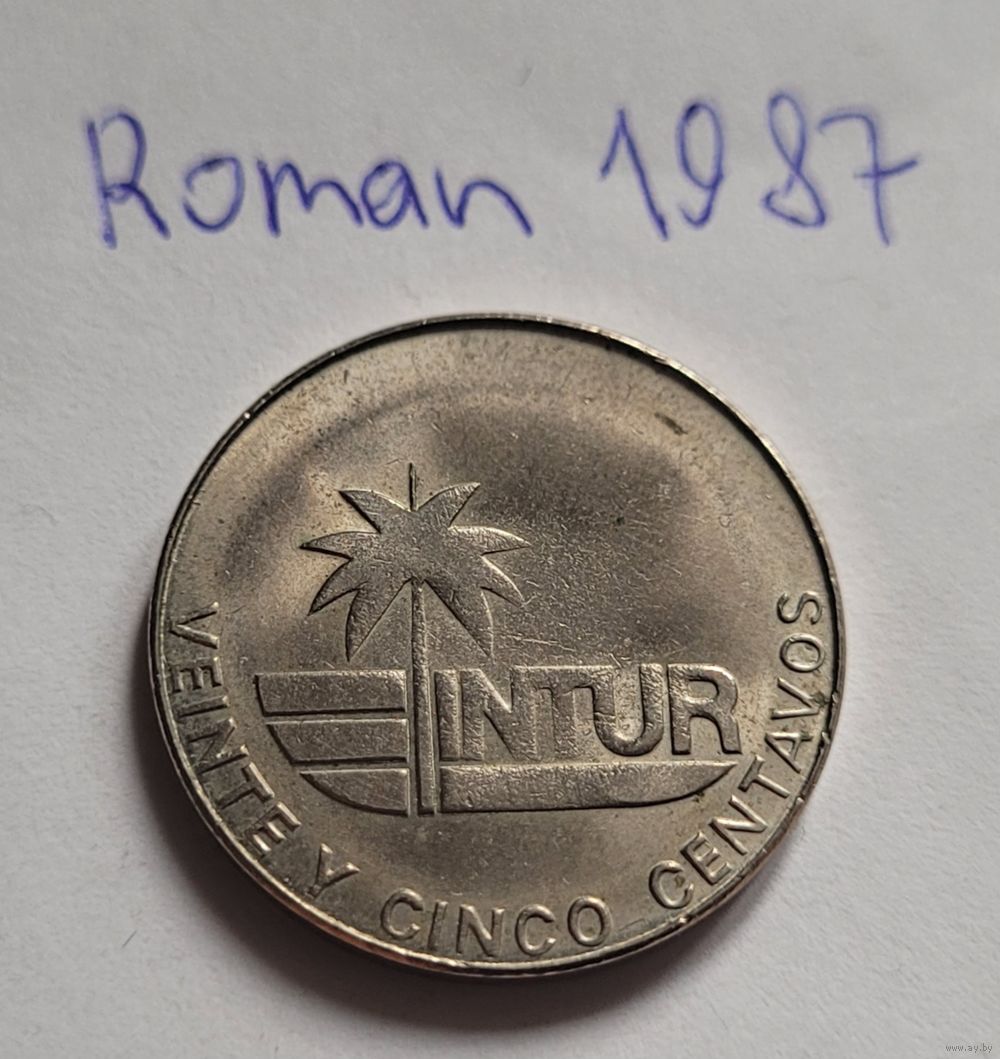 Roman 1987
INTUR
VEINTE Y CINCO CENTAVOS
www.ay.by